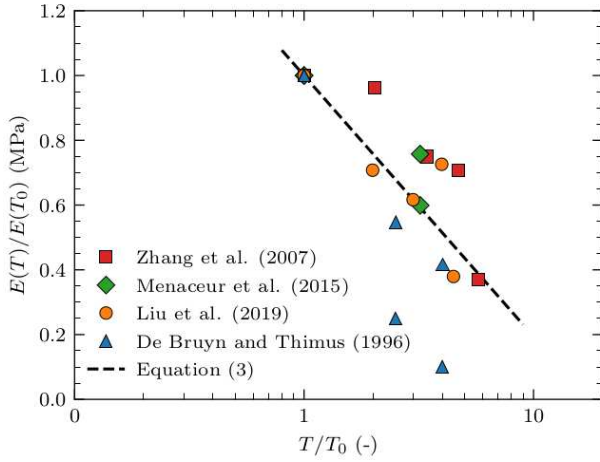 1.2
1.0
0.8
0.6
0.4
0.2
0.0
E(T)/E(T₀) (MPa)
Zhang et al. (2007)
Menaceur et al. (2015)
Liu et al. (2019)
De Bruyn and Thimus (1996)
Equation (3)
0
1
10
T/T₀ (-)